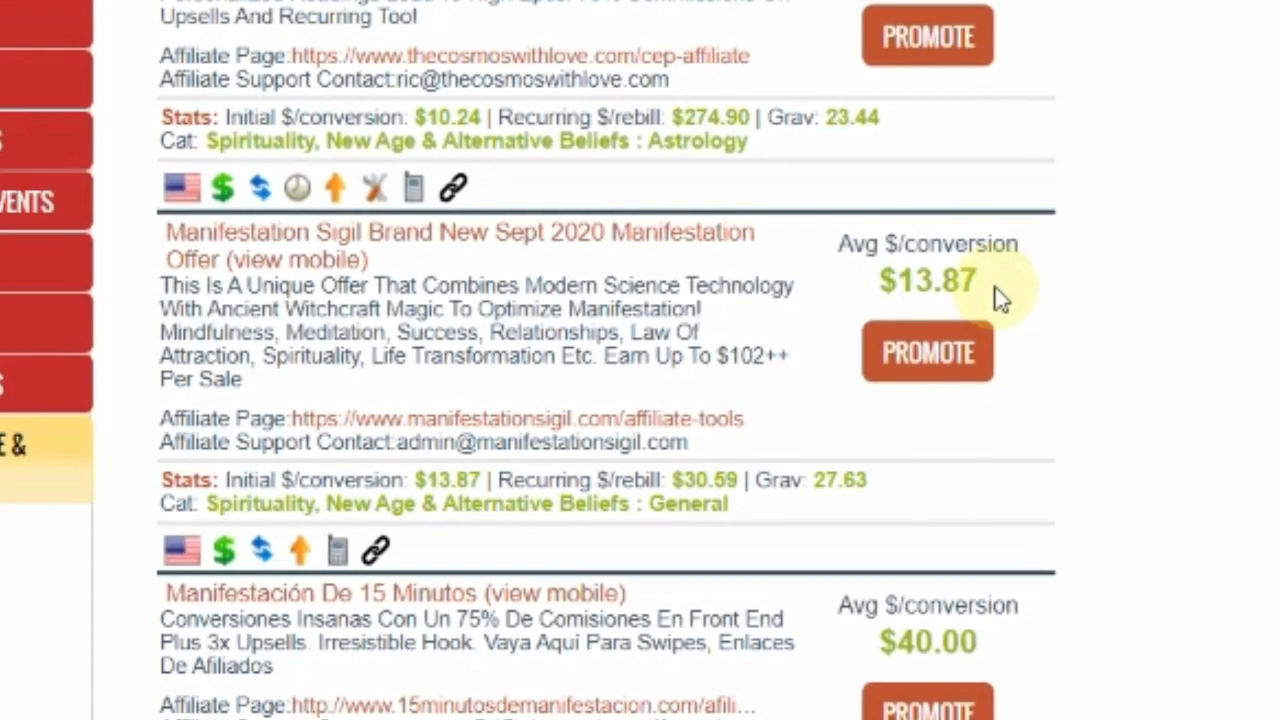 Upsells And Recurring Tool
PROMOTE
Affiliate Page:https://www.thecosmoswithlove.com/cep-affiliate
Affiliate Support Contact:ric@thecosmoswithlove.com
Stats: Initial $/conversion: $10.24 | Recurring $/rebill: $274.90 | Grav: 23.44
Cat: Spirituality, New Age & Alternative Beliefs : Astrology
VENTS
Manifestation Sigil Brand New Sept 2020 Manifestation
Offer (view mobile)
Avg $/conversion
$13.87
This Is A Unique Offer That Combines Modern Science Technology
With Ancient Witchcraft Magic To Optimize Manifestation!
Mindfulness, Meditation, Success, Relationships, Law Of
Attraction, Spirituality, Life Transformation Etc. Earn Up To $102++
Per Sale
PROMOTE
Affiliate Page:https://www.manifestationsigil.com/affiliate-tools
Affiliate Support Contact:admin@manifestationsigil.com
E &
Stats: Initial $/conversion: $13.87 | Recurring $/rebill: $30.59 | Grav: 27.63
Cat: Spirituality, New Age & Alternative Beliefs : General
Manifestación De 15 Minutos (view mobile)
Avg $/conversion
$40.00
Conversiones Insanas Con Un 75% De Comisiones En Front End
Plus 3x Upsells. Irresistible Hook. Vaya Aquí Para Swipes, Enlaces
De Afiliados
Affiliate Page:http://www.15minutosdemanifestacion.com/afili...
PROMOTE